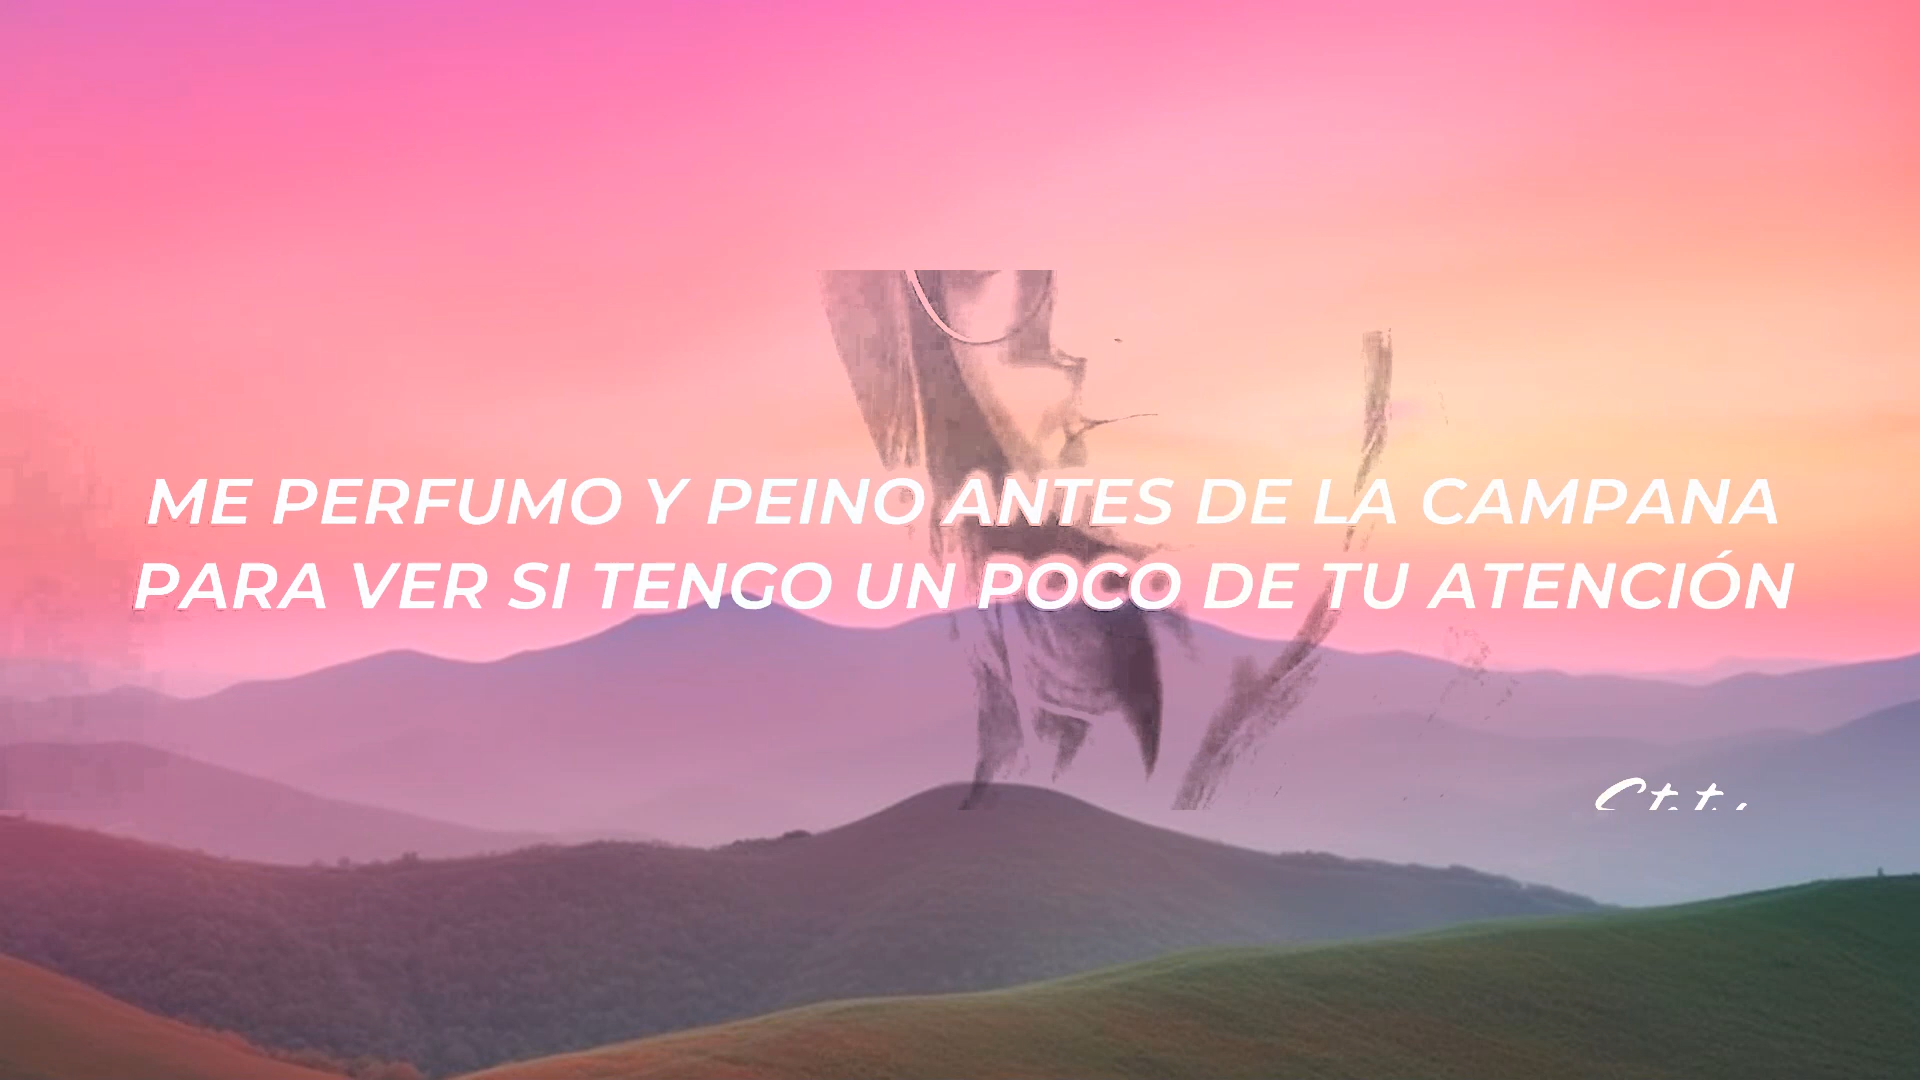 ME PERFUMO Y PEINO ANTES DE LA CAMPANA
PARA VER SI TENGO UN POCO DE TU ATENCIÓN